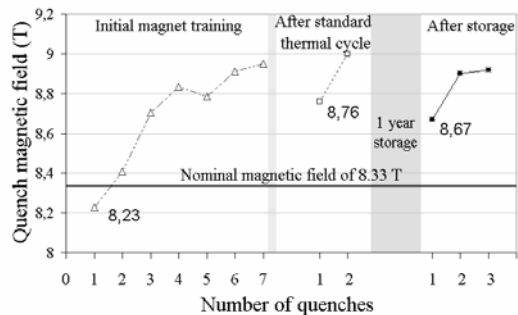 Quench magnetic field (T)
9,2
9
8,8
8,6
8,4
8,2
8
Initial magnet training
After standard
thermal cycle
After storage
8,23
8,76
1 year
storage
8,67
Nominal magnetic field of 8.33 T
0 1 2 3 4 5 6 7 1 2 1 2 3
Number of quenches